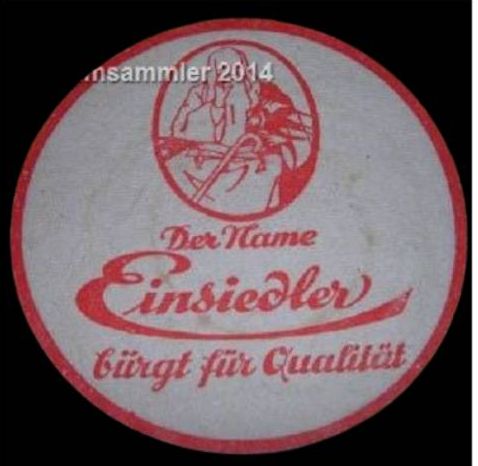 nsammler 2014
Der Name
Einsiedler
bürgt für Qualität